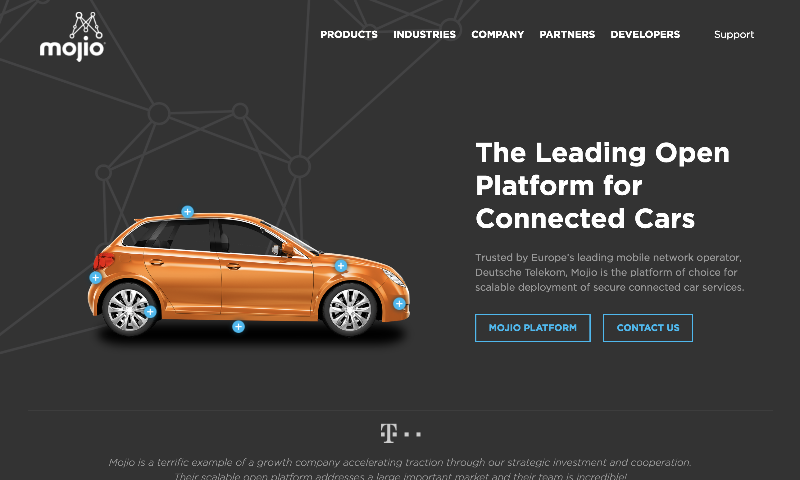 mojio
PRODUCTS INDUSTRIES COMPANY PARTNERS DEVELOPERS Support
The Leading Open
Platform for
Connected Cars
Trusted by Europe's leading mobile network operator,
Deutsche Telekom, Mojio is the platform of choice for
scalable deployment of secure connected car services.
MOJIO PLATFORM CONTACT US
T
Mojio is a terrific example of a growth company accelerating traction through our strategic investment and cooperation.
Their scalable open platform addresses a large important market and their team is incredible!